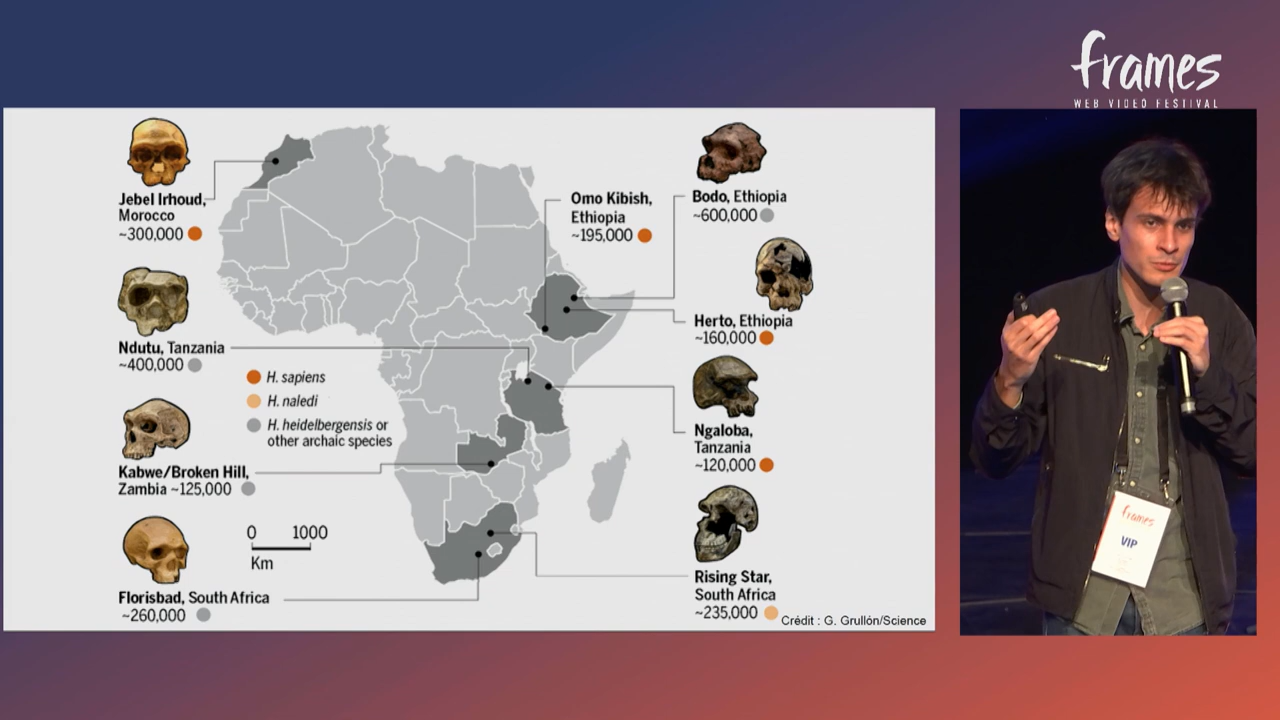 frames
WEB VIDEO FESTIVAL
Jebel Irhoud,
Morocco
~300,000
Ndutu, Tanzania
~400,000
H. sapiens
H. naledi
H. heidelbergensis or
other archaic species
Kabwe/Broken Hill,
Zambia ~125,000
0 1000
Km
Florisbad, South Africa
~260,000
Omo Kibish,
Ethiopia
~195,000
Bodo, Ethiopia
~600,000
Herto, Ethiopia
~160,000
Ngaloba,
Tanzania
~120,000
Rising Star,
South Africa
~235,000
Crédit : G. Grullón/Science
frames
VIP